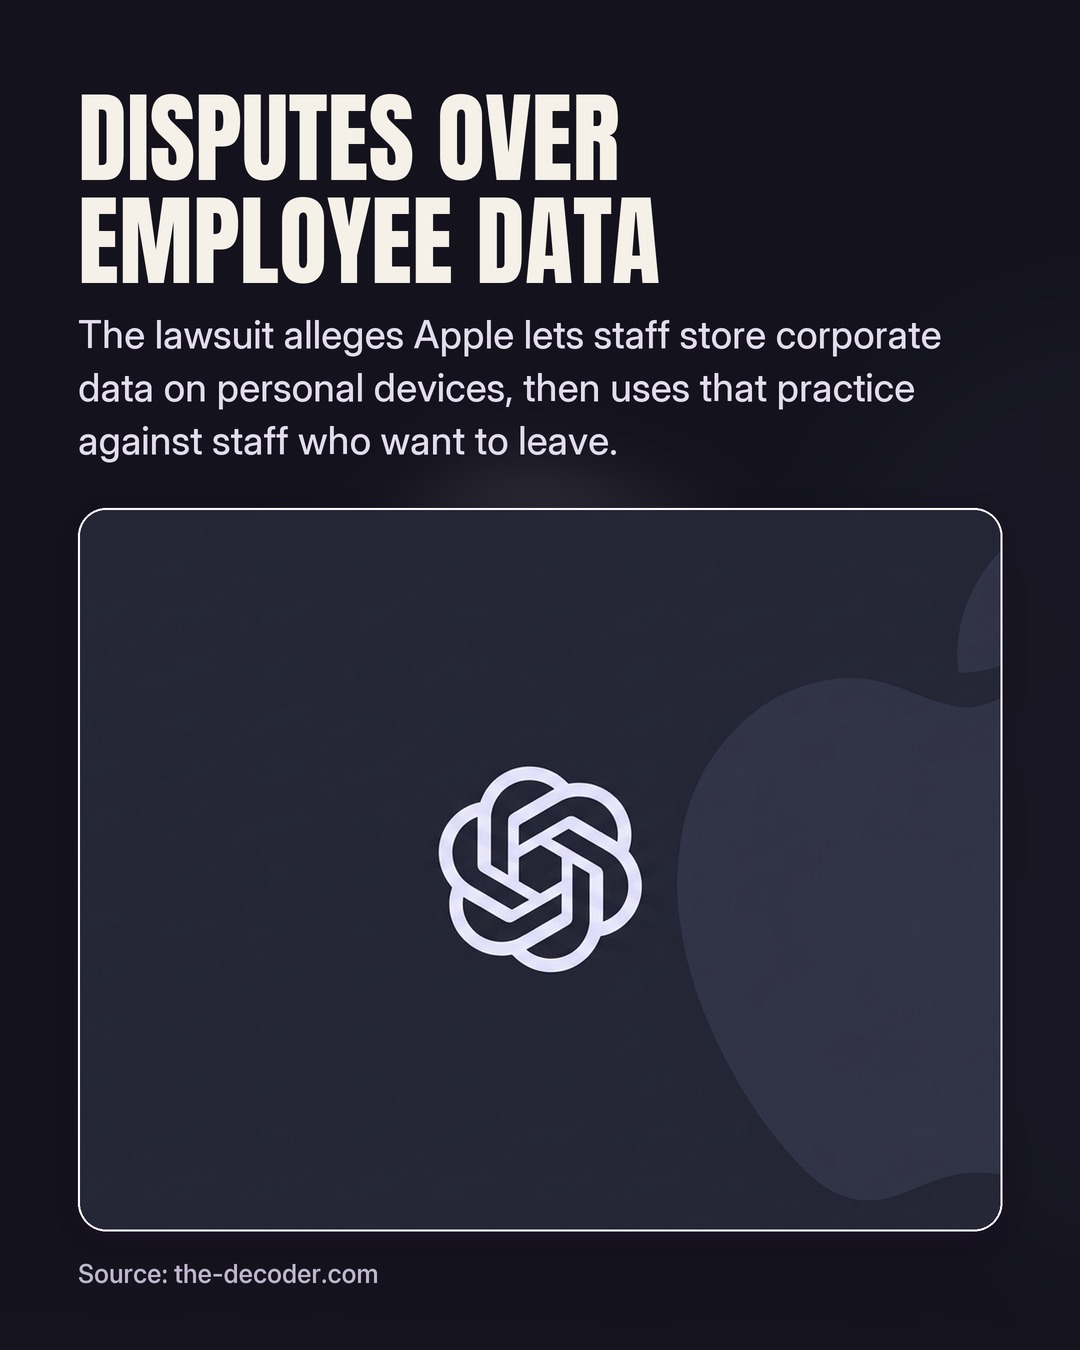 DISPUTES OVER
EMPLOYEE DATA
The lawsuit alleges Apple lets staff store corporate
data on personal devices, then uses that practice
against staff who want to leave.
Source: the-decoder.com